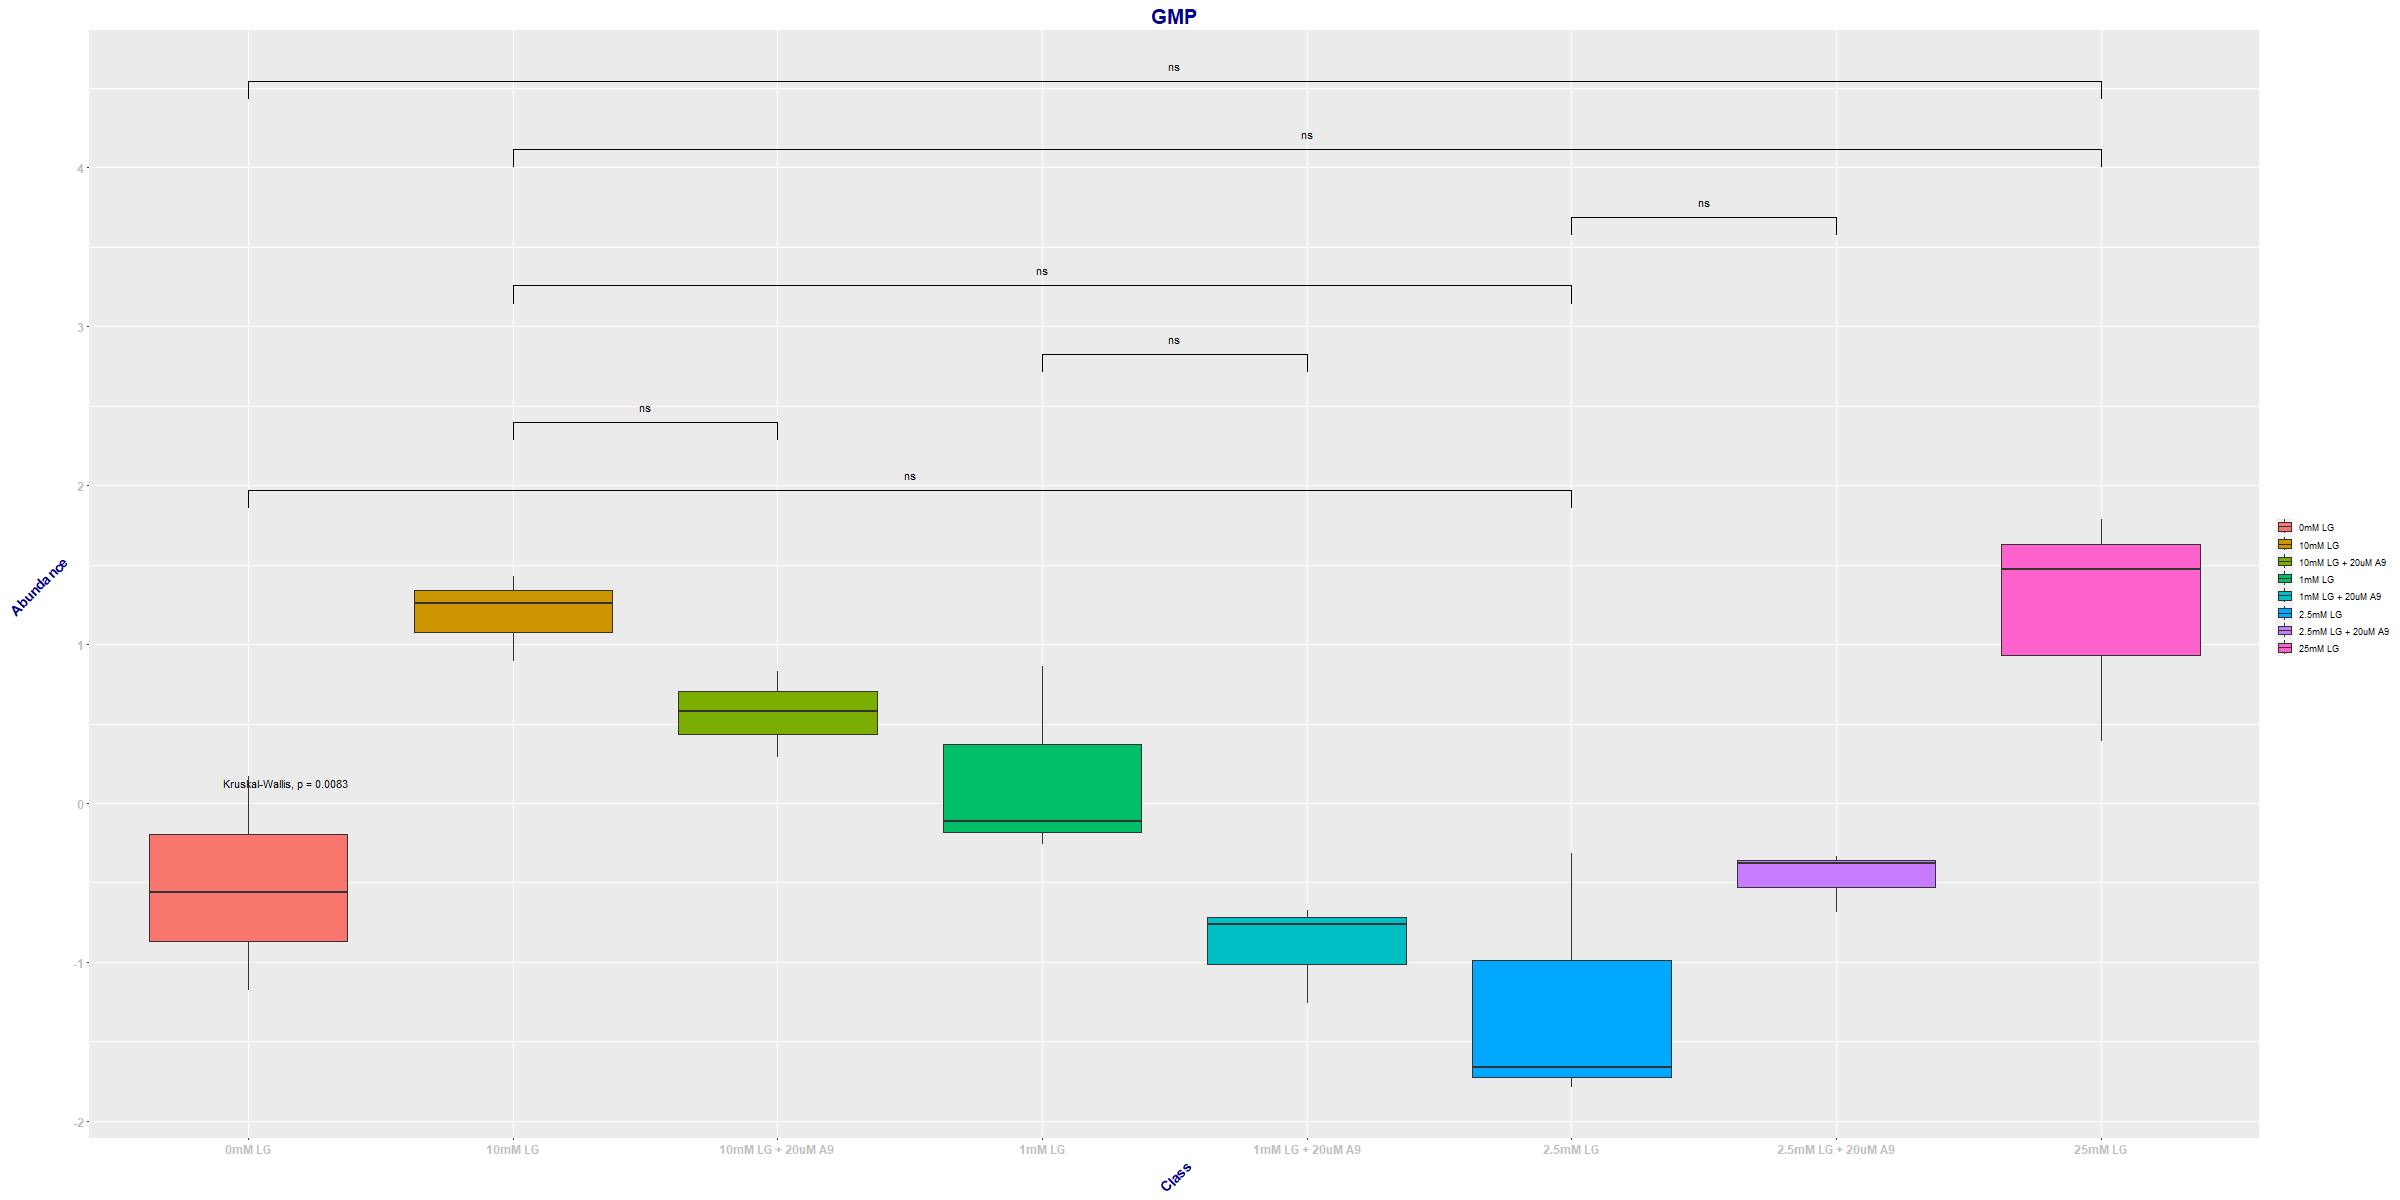 GMP
ns
ns
4
ns
ns
3
ns
ns
2
ns
Abundance
1
Kruskal-Wallis, p = 0.0083
0
-1
-2
0mM LG
10mM LG
10mM LG + 20uM A9
1mM LG
1mM LG + 20uM A9
2.5mM LG
2.5mM LG + 20uM A9
25mM LG
Class
0mM LG
10mM LG
10mM LG + 20uM A9
1mM LG
1mM LG + 20uM A9
2.5mM LG
2.5mM LG + 20uM A9
25mM LG